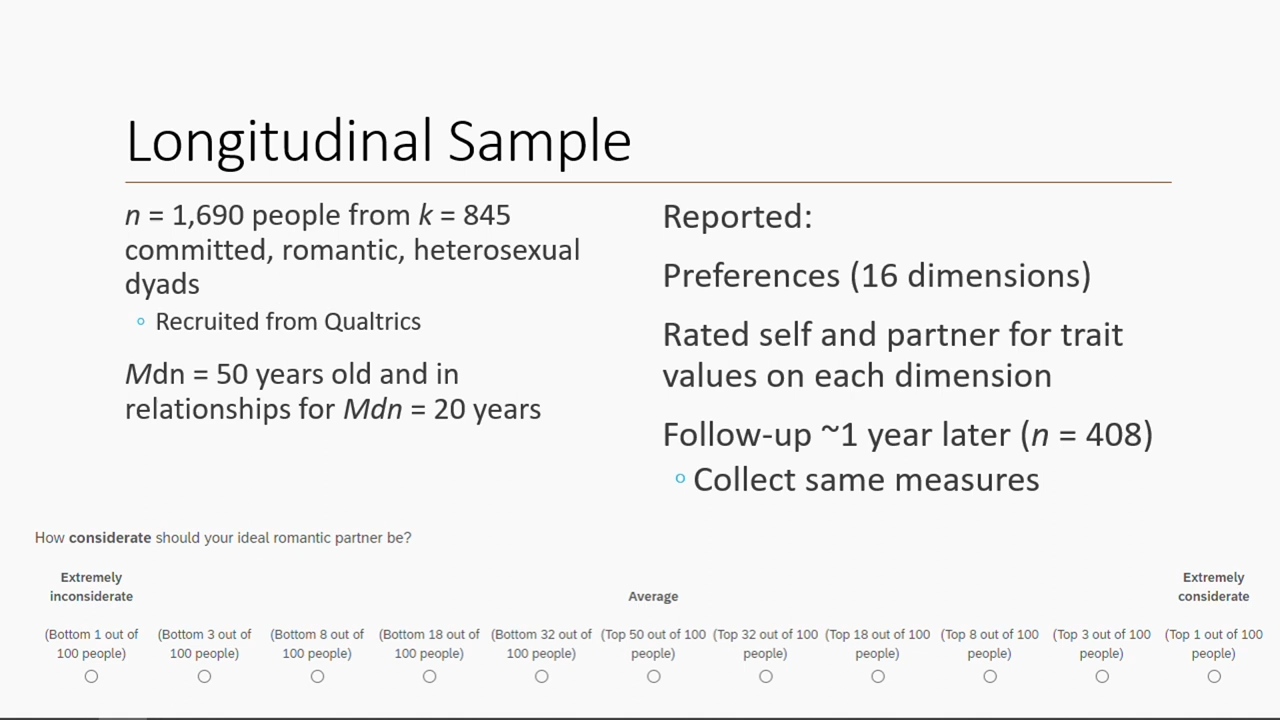 Longitudinal Sample
n = 1,690 people from k = 845
committed, romantic, heterosexual
dyads
Recruited from Qualtrics
Mdn = 50 years old and in
relationships for Mdn = 20 years
Reported:
Preferences (16 dimensions)
Rated self and partner for trait
values on each dimension
Follow-up ~1 year later (n = 408)
Collect same measures
How considerate should your ideal romantic partner be?
Extremely
inconsiderate
Average
Extremely
considerate
(Bottom 1 out of
100 people)
(Bottom 3 out of
100 people)
(Bottom 8 out of
100 people)
(Bottom 18 out of
100 people)
(Bottom 32 out of
100 people)
(Top 50 out of 100
people)
(Top 32 out of 100
people)
(Top 18 out of 100
people)
(Top 8 out of 100
people)
(Top 3 out of 100
people)
(Top 1 out of 100
people)